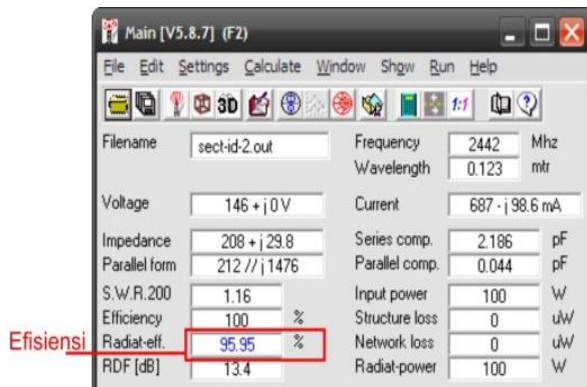 Main [V5.8.7] (F2)
File Edit Settings Calculate Window Show Run Help
3D 1:1
Filename sect-id-2.out Frequency 2442 Mhz
Wavelength 0.123 mtr
Voltage 146 + j 0 V Current 687 - j 98.6 mA
Impedance 208 + j 29.8 Series comp. 2.186 pF
Parallel form 212 // j 1476 Parallel comp. 0.044 pF
S.W.R.200 1.16 Input power 100 W
Efficiency 100 % Structure loss 0 uW
Efisiensi Radiat-eff. 95.95 % Network loss 0 uW
RDF [dB] 13.4 Radiat-power 100 W